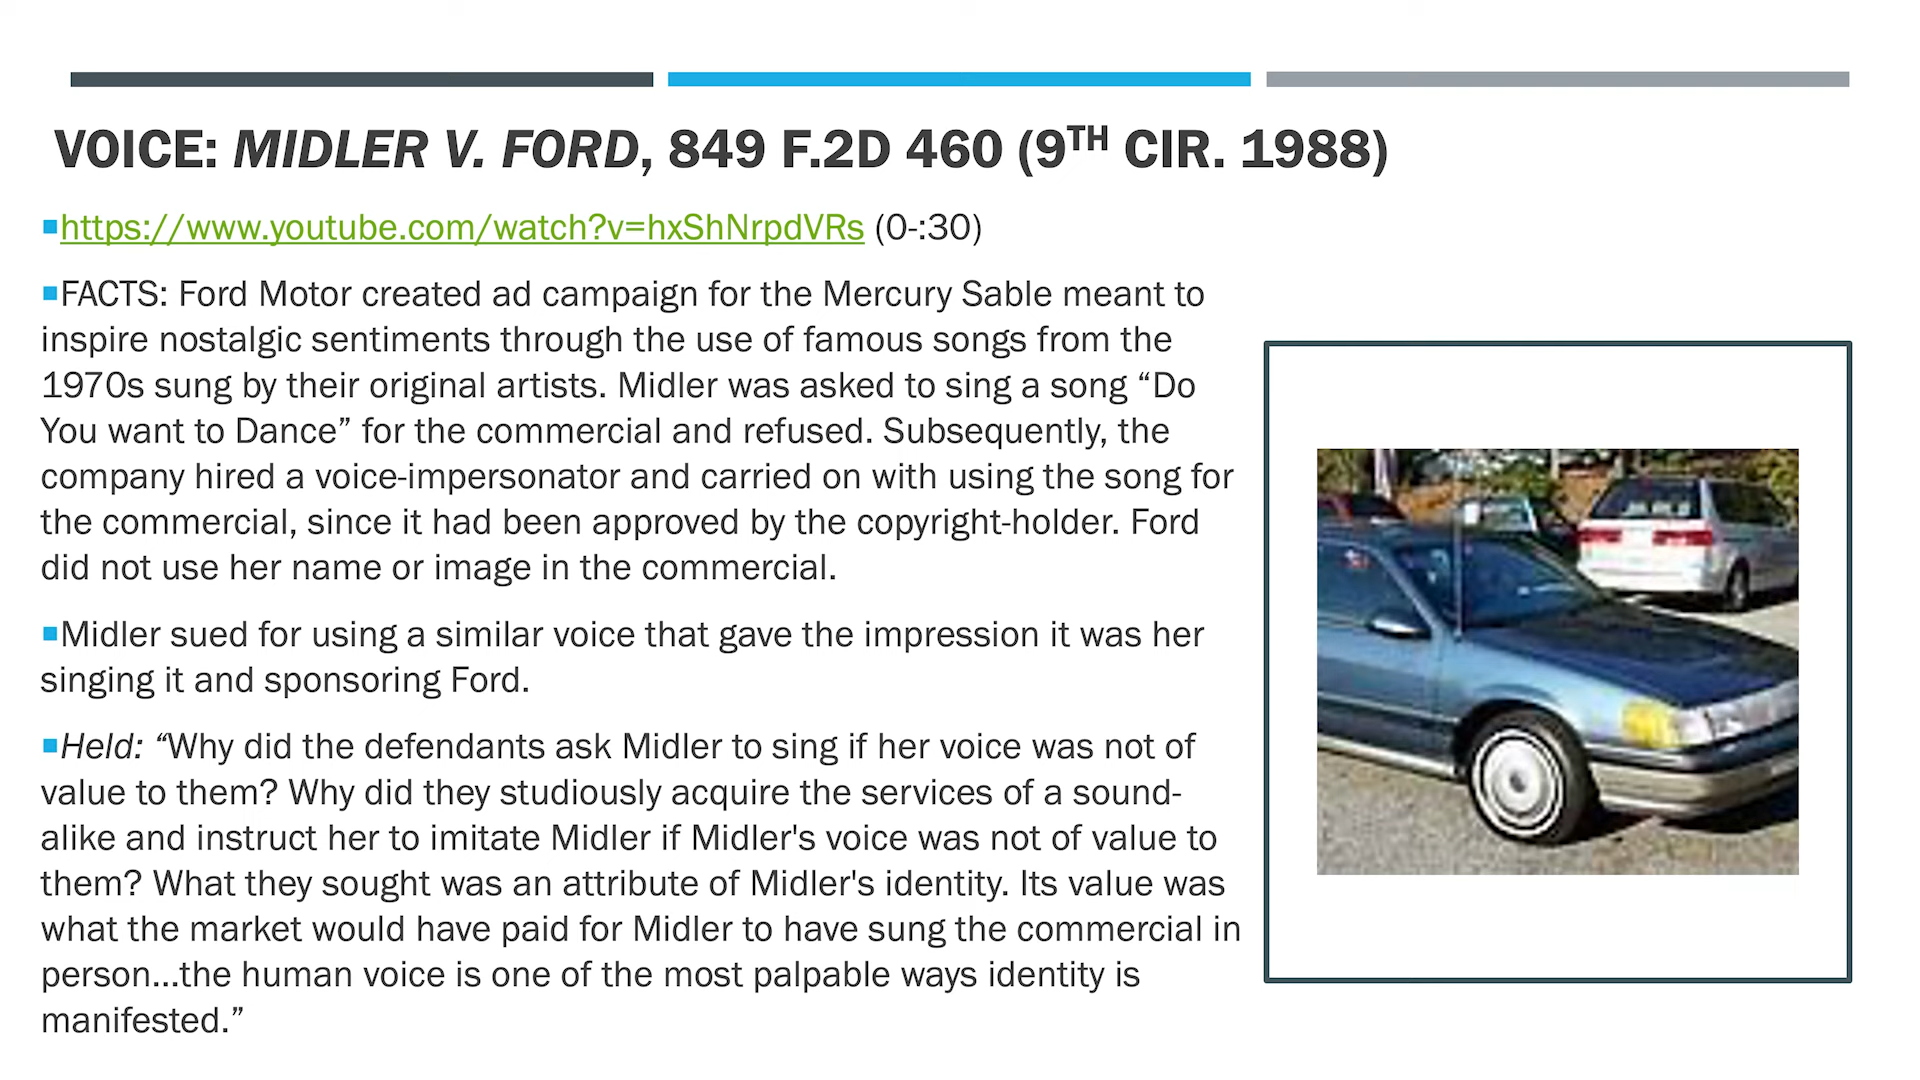 VOICE: MIDLER V. FORD, 849 F.2D 460 (9TH CIR. 1988)
https://www.youtube.com/watch?v=hxShNrpdVRs (0-:30)
FACTS: Ford Motor created ad campaign for the Mercury Sable meant to
inspire nostalgic sentiments through the use of famous songs from the
1970s sung by their original artists. Midler was asked to sing a song “Do
You want to Dance” for the commercial and refused. Subsequently, the
company hired a voice-impersonator and carried on with using the song for
the commercial, since it had been approved by the copyright-holder. Ford
did not use her name or image in the commercial.
Midler sued for using a similar voice that gave the impression it was her
singing it and sponsoring Ford.
Held: “Why did the defendants ask Midler to sing if her voice was not of
value to them? Why did they studiously acquire the services of a sound-
alike and instruct her to imitate Midler if Midler's voice was not of value to
them? What they sought was an attribute of Midler's identity. Its value was
what the market would have paid for Midler to have sung the commercial in
person...the human voice is one of the most palpable ways identity is
manifested.”